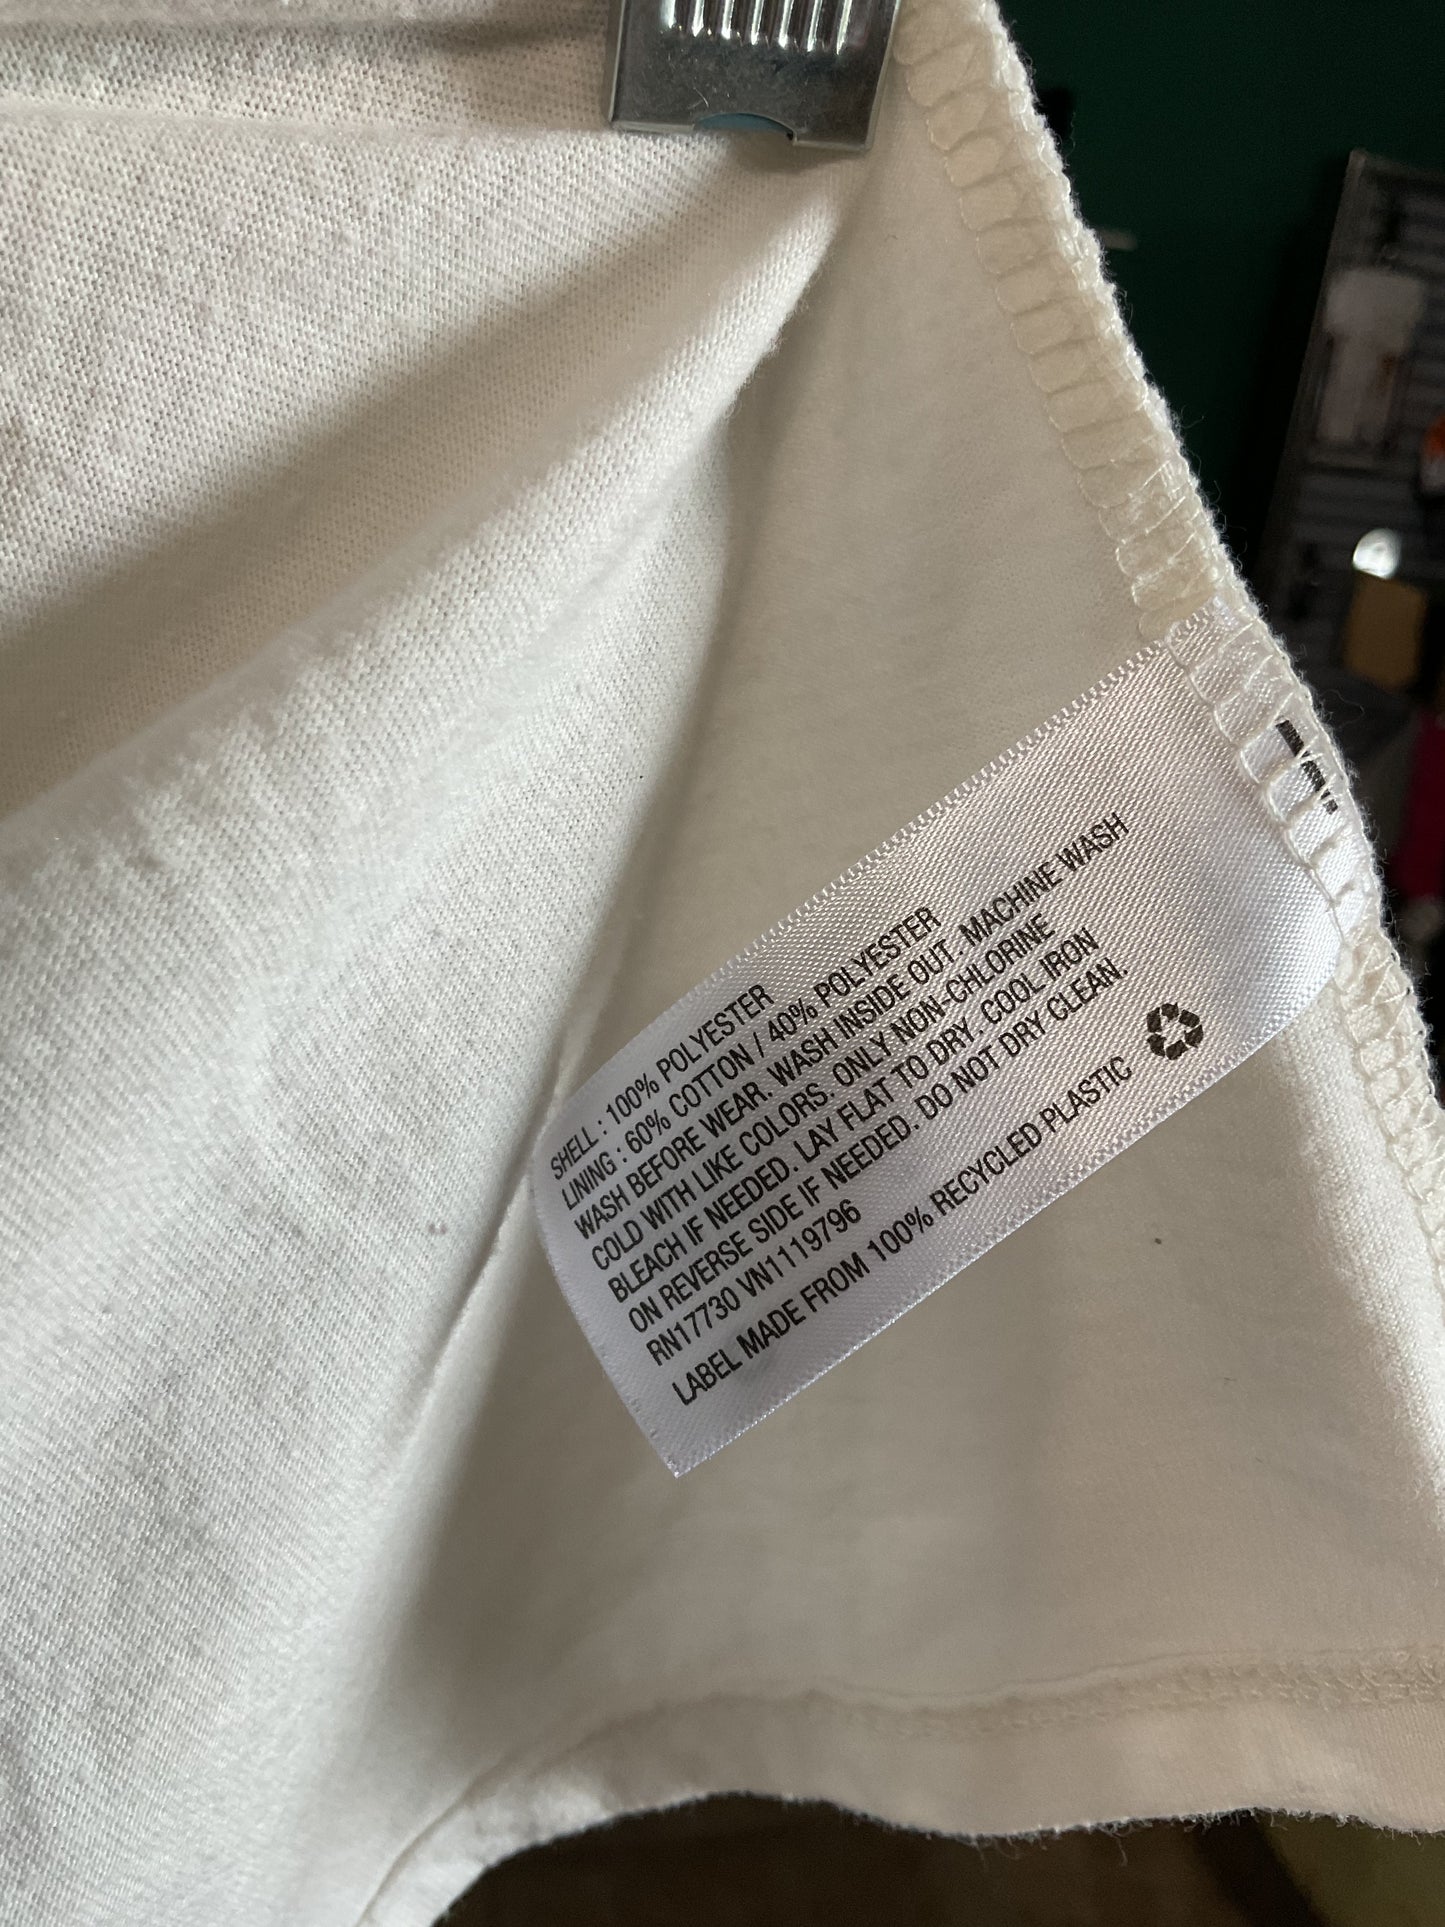 SHELL : 100% POLYESTER
LINING : 60% COTTON / 40% POLYESTER
WASH BEFORE WEAR. WASH INSIDE OUT. MACHINE WASH
COLD WITH LIKE COLORS. ONLY NON-CHLORINE
BLEACH IF NEEDED. LAY FLAT TO DRY. COOL IRON
ON REVERSE SIDE IF NEEDED. DO NOT DRY CLEAN.
RN17730 VN1119796
LABEL MADE FROM 100% RECYCLED PLASTIC